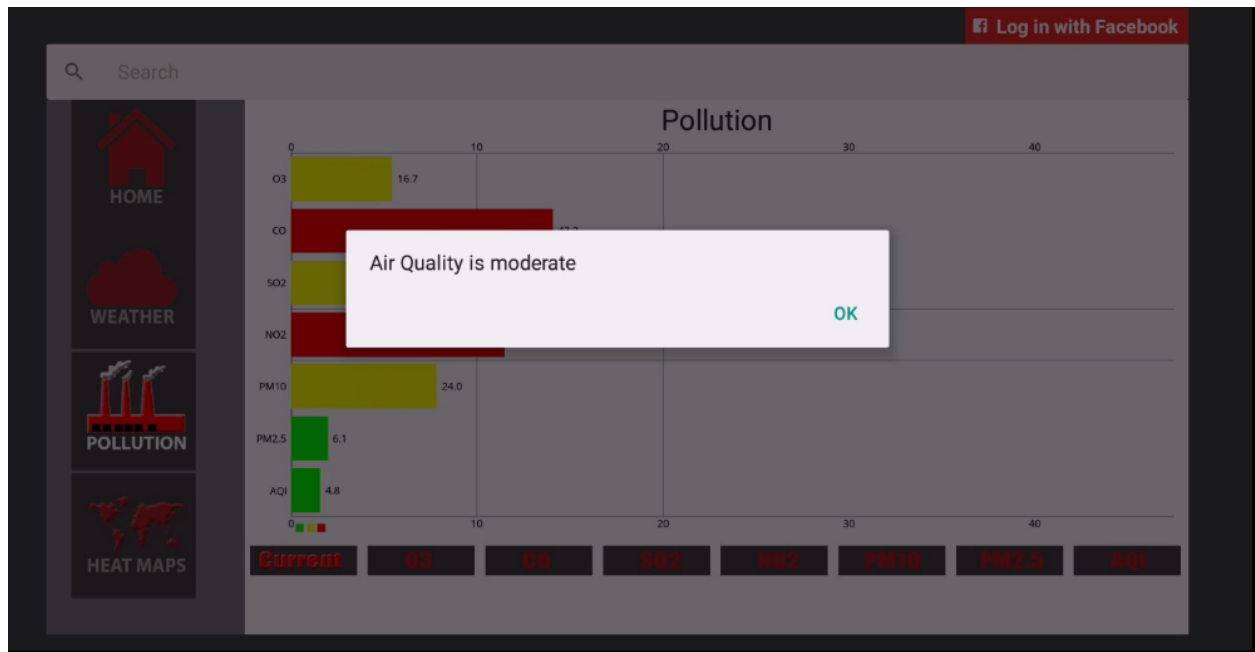 Log in with Facebook
Search
Pollution
0 10 20 30 40
HOME
O3 16.7
CO
Air Quality is moderate
SO2
OK
WEATHER
NO2
PM10 24.0
POLLUTION
PM2.5 6.1
AQI 4.8
0 10 20 30 40
HEAT MAPS
Current O3 CO SO2 NO2 PM10 PM2.5 AQI